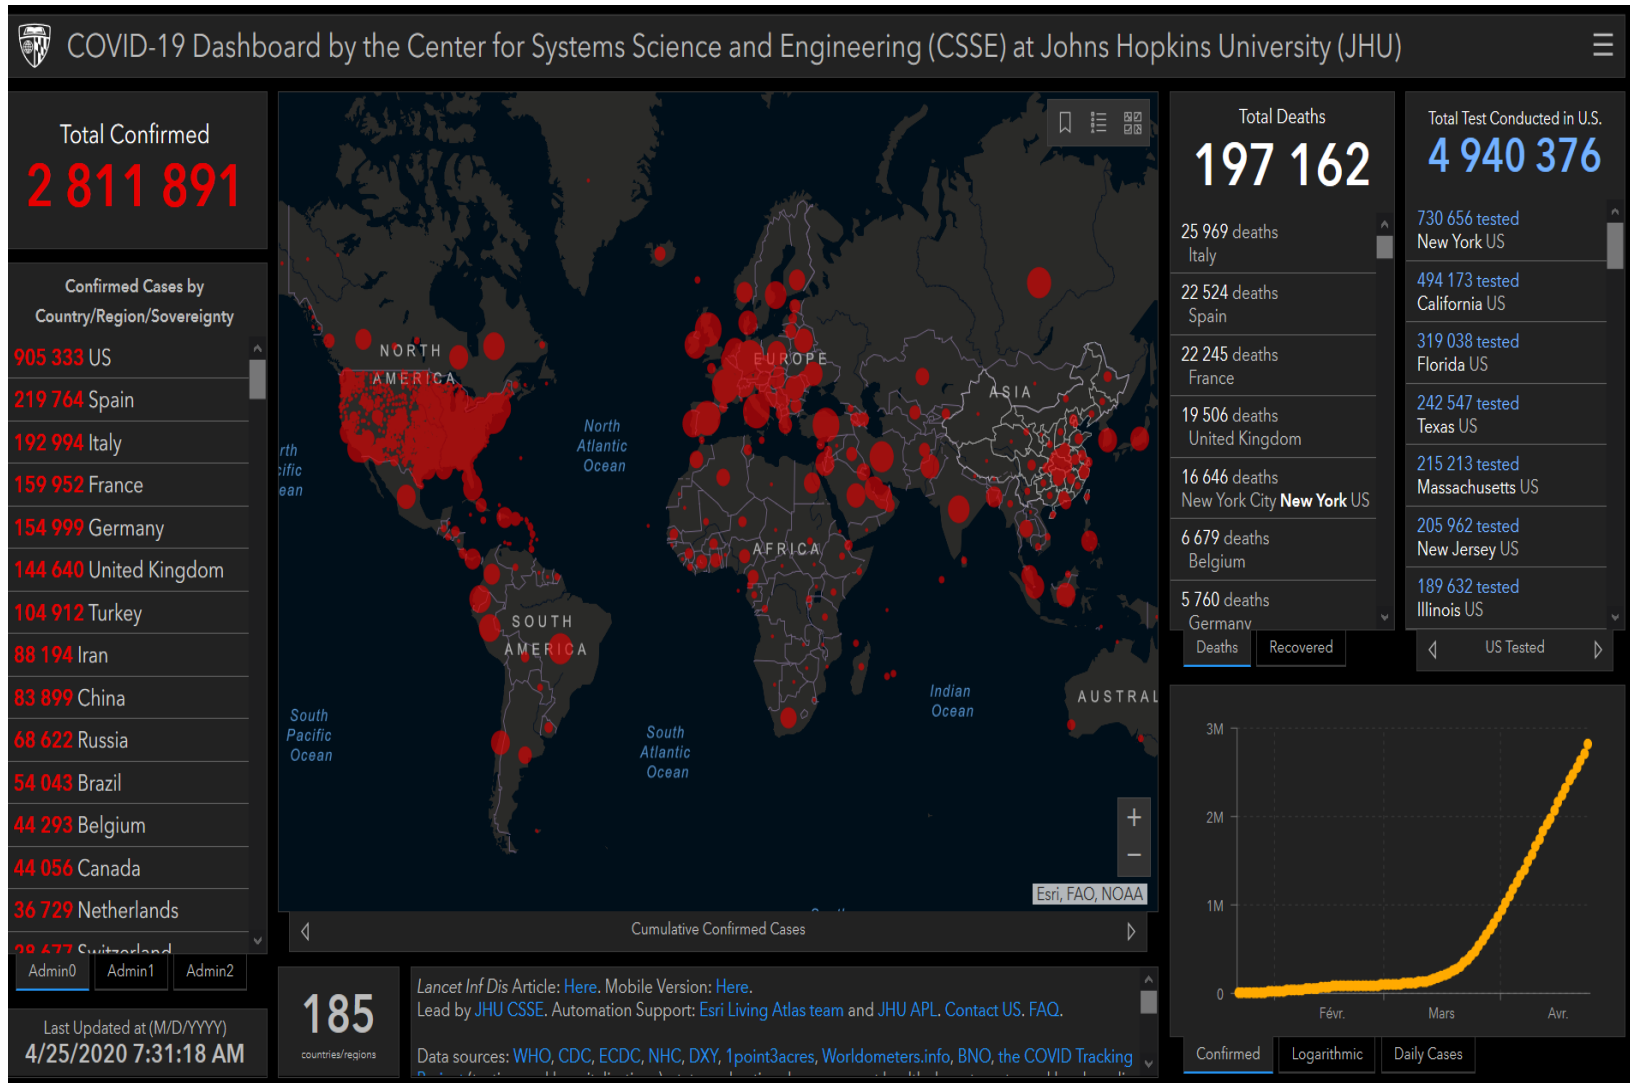 COVID-19 Dashboard by the Center for Systems Science and Engineering (CSSE) at Johns Hopkins University (JHU)
Total Confirmed
2 811 891
Confirmed Cases by
Country/Region/Sovereignty
905 333 US
219 764 Spain
192 994 Italy
159 952 France
154 999 Germany
144 640 United Kingdom
104 912 Turkey
88 194 Iran
83 899 China
68 622 Russia
54 043 Brazil
44 293 Belgium
44 056 Canada
36 729 Netherlands
28 677 Switzerland
Admin0
Admin1
Admin2
Last Updated at (M/D/YYYY)
4/25/2020 7:31:18 AM
NORTH
AMERICA
EUROPE
ASIA
North
Atlantic
Ocean
rth
cific
ean
AFRICA
SOUTH
AMERICA
Indian
Ocean
AUSTRAL
South
Pacific
Ocean
South
Atlantic
Ocean
+
−
Esri, FAO, NOAA
Cumulative Confirmed Cases
185
countries/regions
Lancet Inf Dis Article: Here. Mobile Version: Here.
Lead by JHU CSSE. Automation Support: Esri Living Atlas team and JHU APL. Contact US. FAQ.
Data sources: WHO, CDC, ECDC, NHC, DXY, 1point3acres, Worldometers.info, BNO, the COVID Tracking
Total Deaths
197 162
25 969 deaths
Italy
22 524 deaths
Spain
22 245 deaths
France
19 506 deaths
United Kingdom
16 646 deaths
New York City New York US
6 679 deaths
Belgium
5 760 deaths
Germany
Deaths
Recovered
Total Test Conducted in U.S.
4 940 376
730 656 tested
New York US
494 173 tested
California US
319 038 tested
Florida US
242 547 tested
Texas US
215 213 tested
Massachusetts US
205 962 tested
New Jersey US
189 632 tested
Illinois US
US Tested
3M
2M
1M
0
Févr.
Mars
Avr.
Confirmed
Logarithmic
Daily Cases